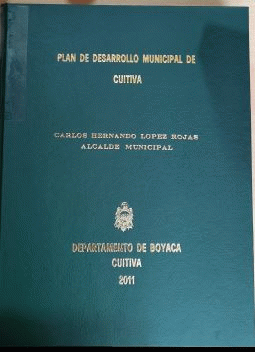 PLAN DE DESARROLLO MUNICIPAL DE
CUITIVA
CARLOS HERNANDO LOPEZ ROJAS
ALCALDE MUNICIPAL
DEPARTAMENTO DE BOYACA
CUITIVA
2011